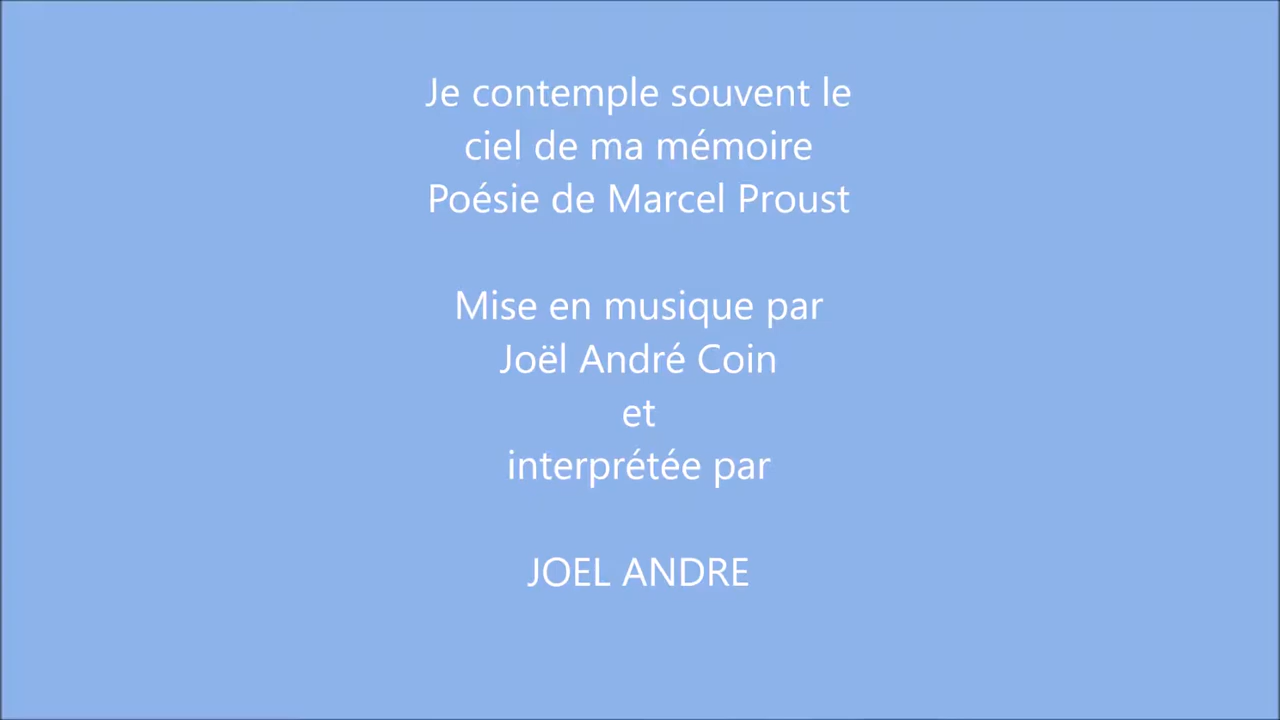 Je contemple souvent le
ciel de ma mémoire
Poésie de Marcel Proust
Mise en musique par
Joël André Coin
et
interprétée par
JOEL ANDRE